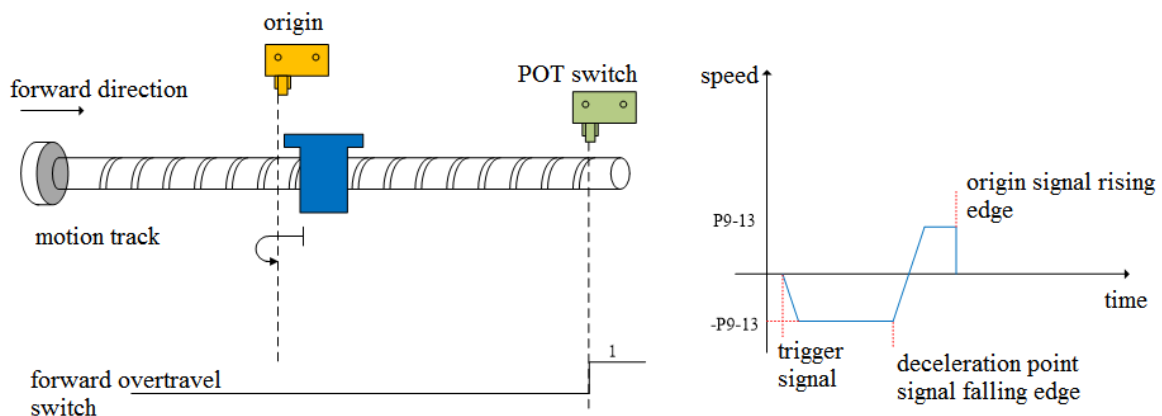 origin
POT switch
forward direction
motion track
1
forward overtravel
switch
speed
origin signal rising
edge
P9-13
time
-P9-13
trigger
signal
deceleration point
signal falling edge